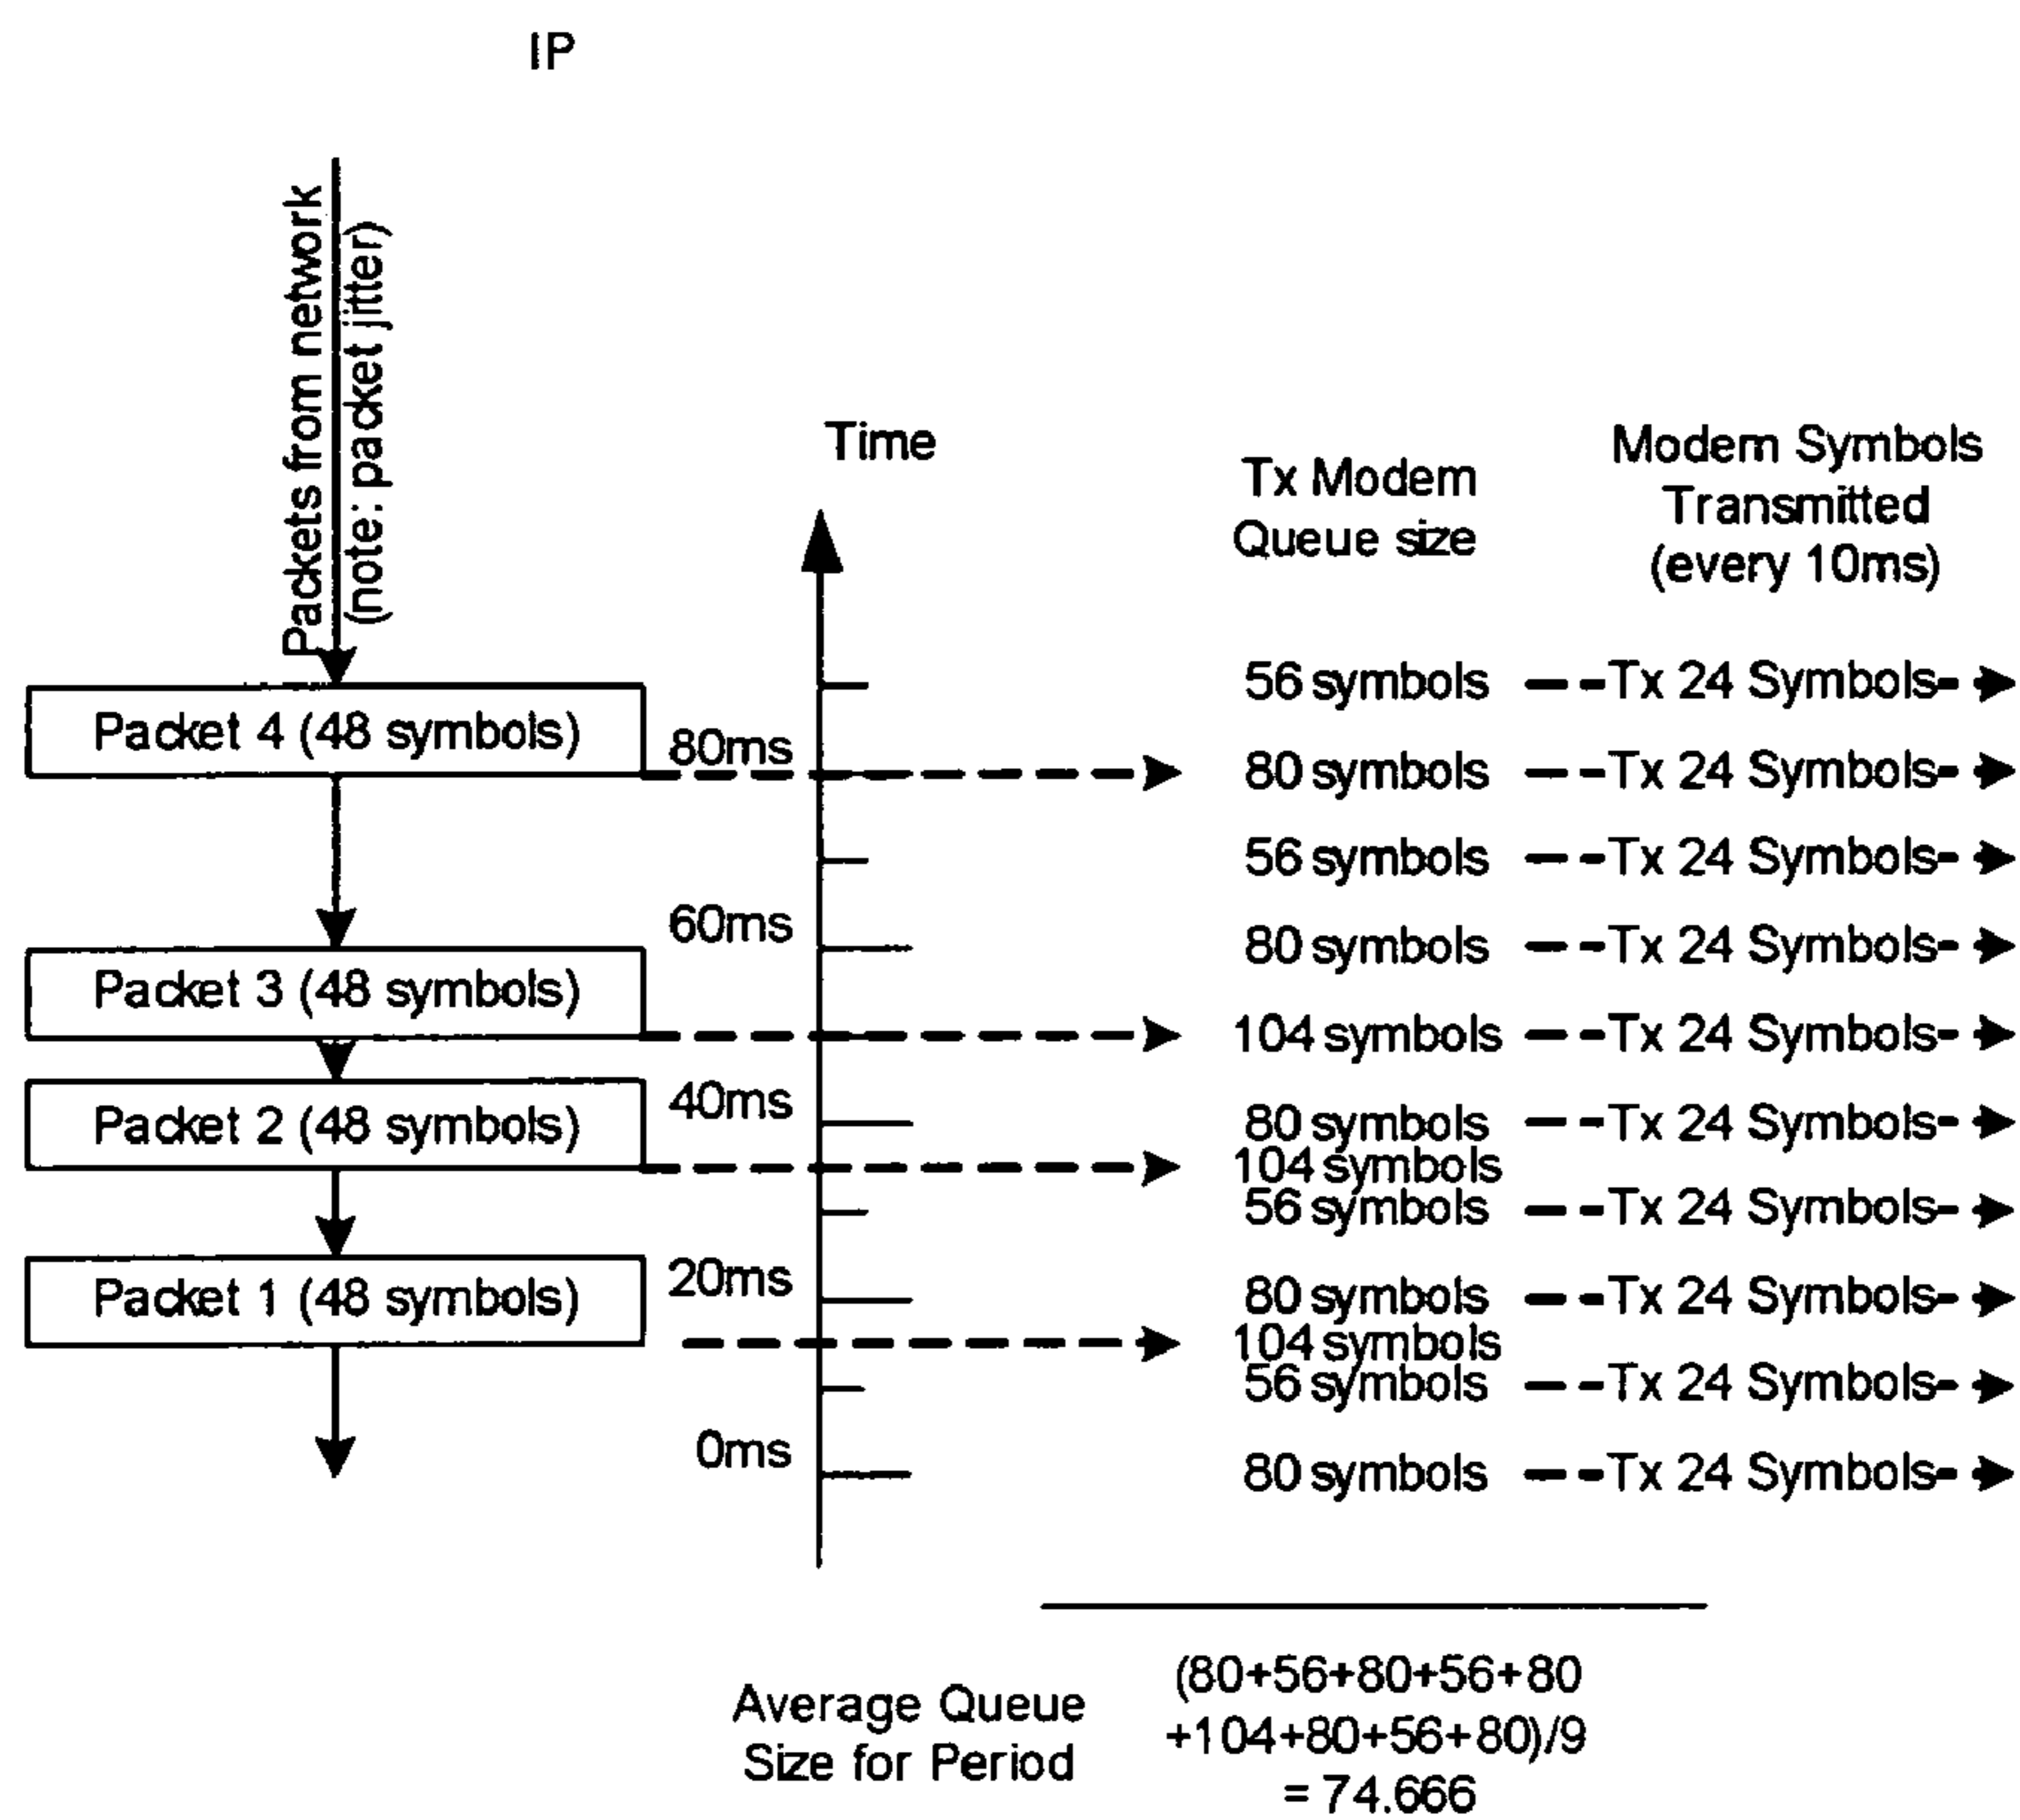 IP
Packets from network
(note: packet jitter)
Time
Tx Modem
Queue size
Modem Symbols
Transmitted
(every 10ms)
56 symbols Tx 24 Symbols
Packet 4 (48 symbols)
80ms
80 symbols Tx 24 Symbols
56 symbols Tx 24 Symbols
60ms
80 symbols Tx 24 Symbols
Packet 3 (48 symbols)
104 symbols Tx 24 Symbols
40ms
Packet 2 (48 symbols)
80 symbols Tx 24 Symbols
104 symbols
56 symbols Tx 24 Symbols
20ms
Packet 1 (48 symbols)
80 symbols Tx 24 Symbols
104 symbols
56 symbols Tx 24 Symbols
0ms
80 symbols Tx 24 Symbols
Average Queue
Size for Period
(80+56+80+56+80
+104+80+56+80)/9
= 74.666